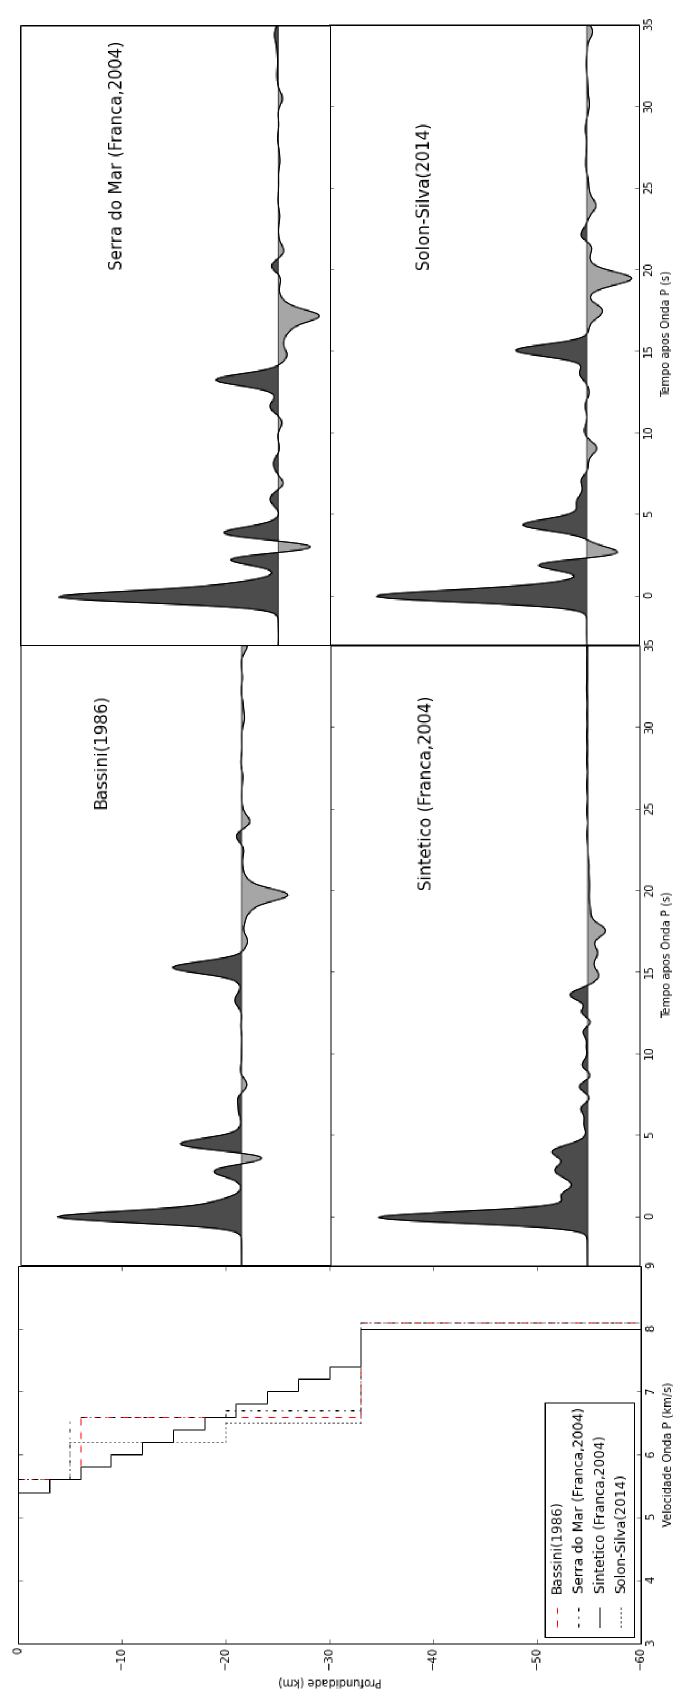 Serra do Mar (Franca,2004)
Solon-Silva(2014)
0
5
10
15
20
25
30
35
Tempo apos Onda P (s)
Bassini(1986)
Sintetico (Franca,2004)
0
5
10
15
20
25
30
35
Tempo apos Onda P (s)
0
−10
−20
−30
−40
−50
−60
Profundidade (km)
3
4
5
6
7
8
9
Velocidade Onda P (km/s)
Bassini(1986)
Serra do Mar (Franca,2004)
Sintetico (Franca,2004)
Solon-Silva(2014)